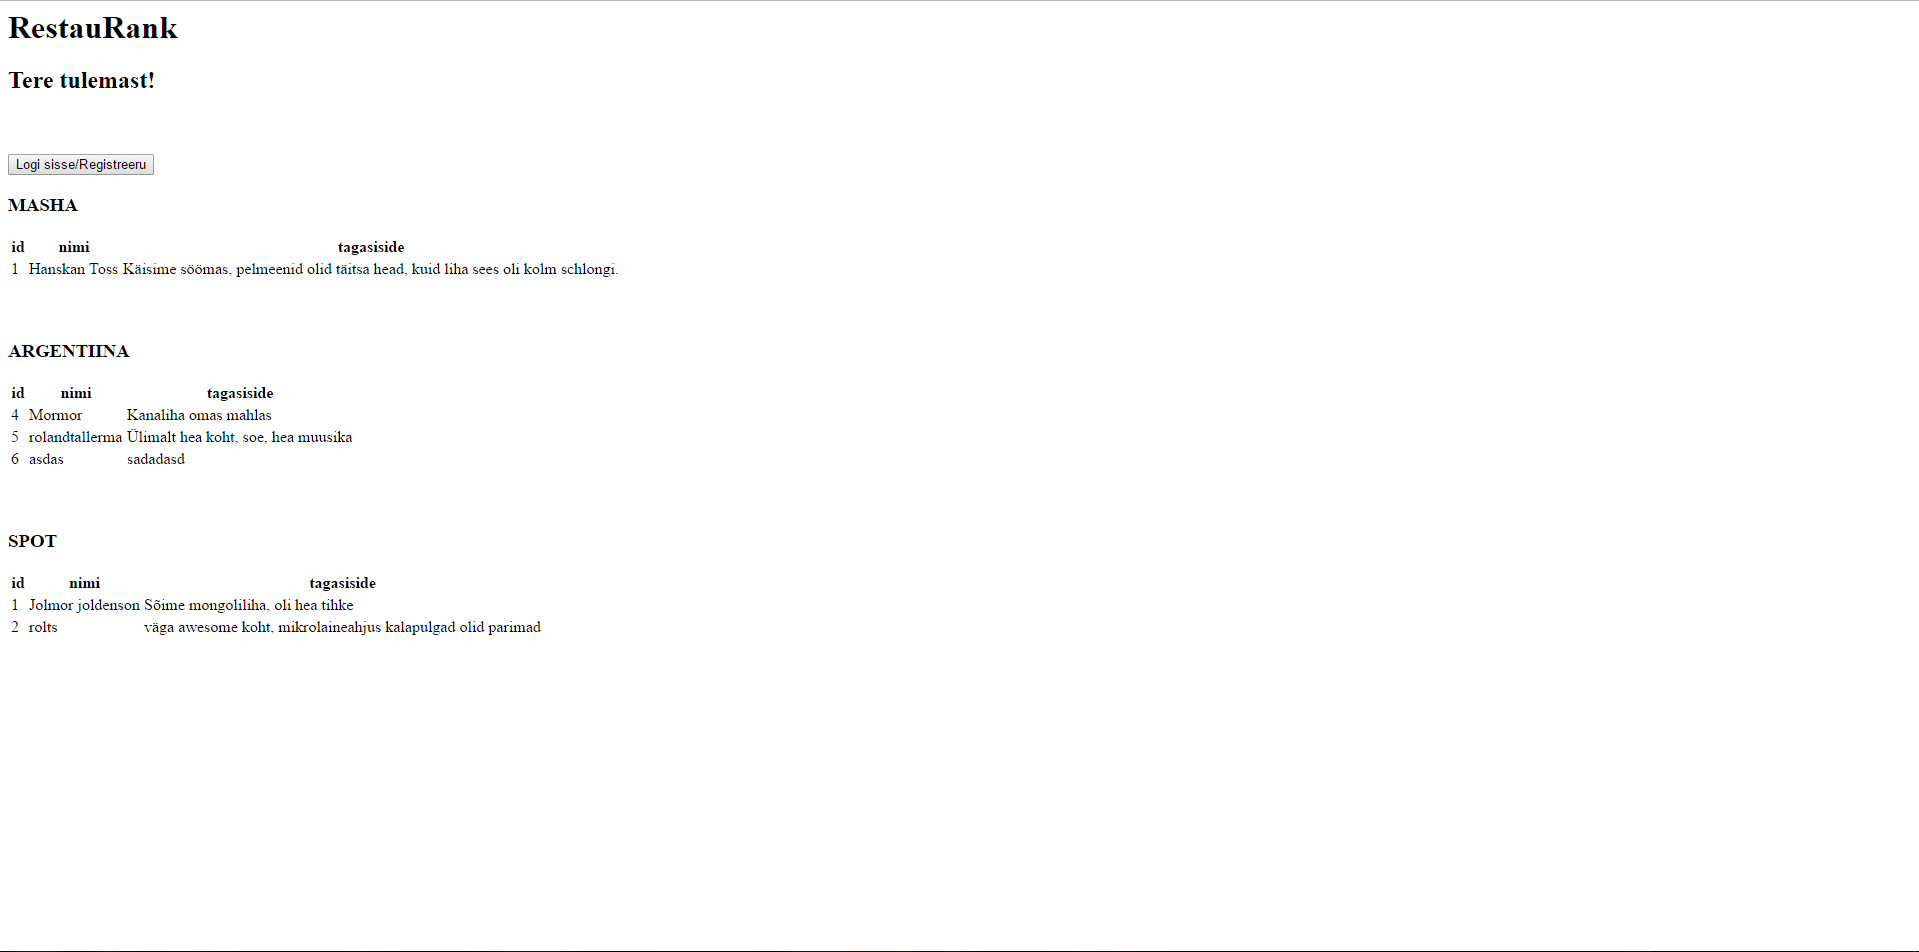 RestauRank
Tere tulemast!
Logi sisse/Registreeru
MASHA
id nimi tagasiside
1 Hanskan Toss Käisime söömas, pelmeenid olid täitsa head, kuid liha sees oli kolm schlongi.
ARGENTIINA
id nimi tagasiside
4 Mormor Kanaliha omas mahlas
5 rolandtallerma Ülimalt hea koht, soe, hea muusika
6 asdas sadadasd
SPOT
id nimi tagasiside
1 Jolmor joldenson Sõime mongoliliha, oli hea tihke
2 rolts väga awesome koht, mikrolaineahjus kalapulgad olid parimad